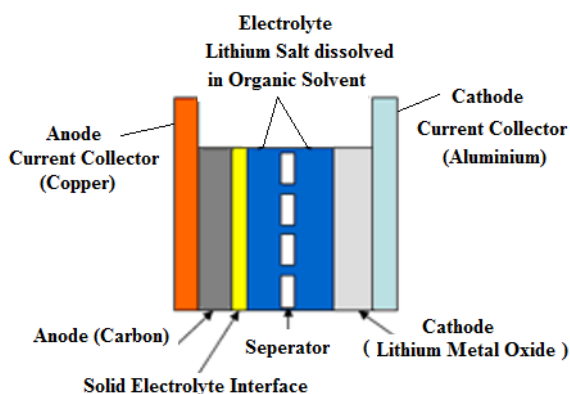 Electrolyte
Lithium Salt dissolved
in Organic Solvent
Anode
Current Collector
(Copper)
Cathode
Current Collector
(Aluminium)
Anode (Carbon)
Seperator
Cathode
( Lithium Metal Oxide )
Solid Electrolyte Interface